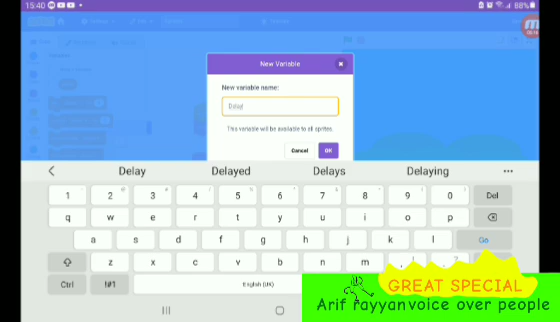 15:40
88%
New Variable
New variable name:
Delay
This variable will be available to all sprites.
Cancel OK
Delay Delayed Delays Delaying
1 2 3 4 5 6 7 8 9 0 Del
q w e r t y u i o p
a s d f g h j k l Go
z x c v b n m
Ctrl !#1 English (UK)
GREAT SPECIAL
Arif rayyanvoice over people